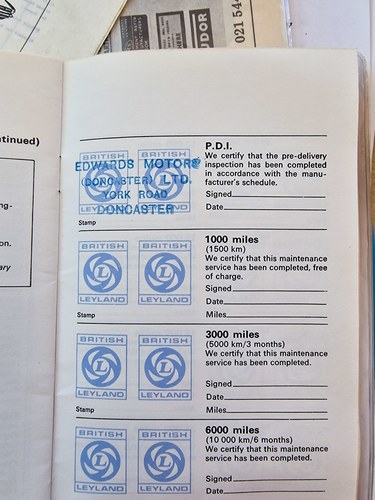 UDOR
021 54
tinued)
ng-
on.
ary
P.D.I.
We certify that the pre-delivery
inspection has been completed
in accordance with the manu-
facturer's schedule.
Signed
Date
BRITISH BRITISH
EDWARDS MOTORS
(DONCASTER) LTD.
YORK ROAD
DONCASTER
Stamp
1000 miles
(1500 km)
We certify that this maintenance
service has been completed, free
of charge.
Signed
Date
Miles
BRITISH BRITISH
L L
LEYLAND LEYLAND
Stamp
3000 miles
(5000 km/3 months)
We certify that this maintenance
service has been completed.
Signed
Date
Miles
BRITISH BRITISH
L L
LEYLAND LEYLAND
Stamp
6000 miles
(10 000 km/6 months)
We certify that this maintenance
service has been completed.
Signed
Date
BRITISH BRITISH
L L
LEYLAND LEYLAND